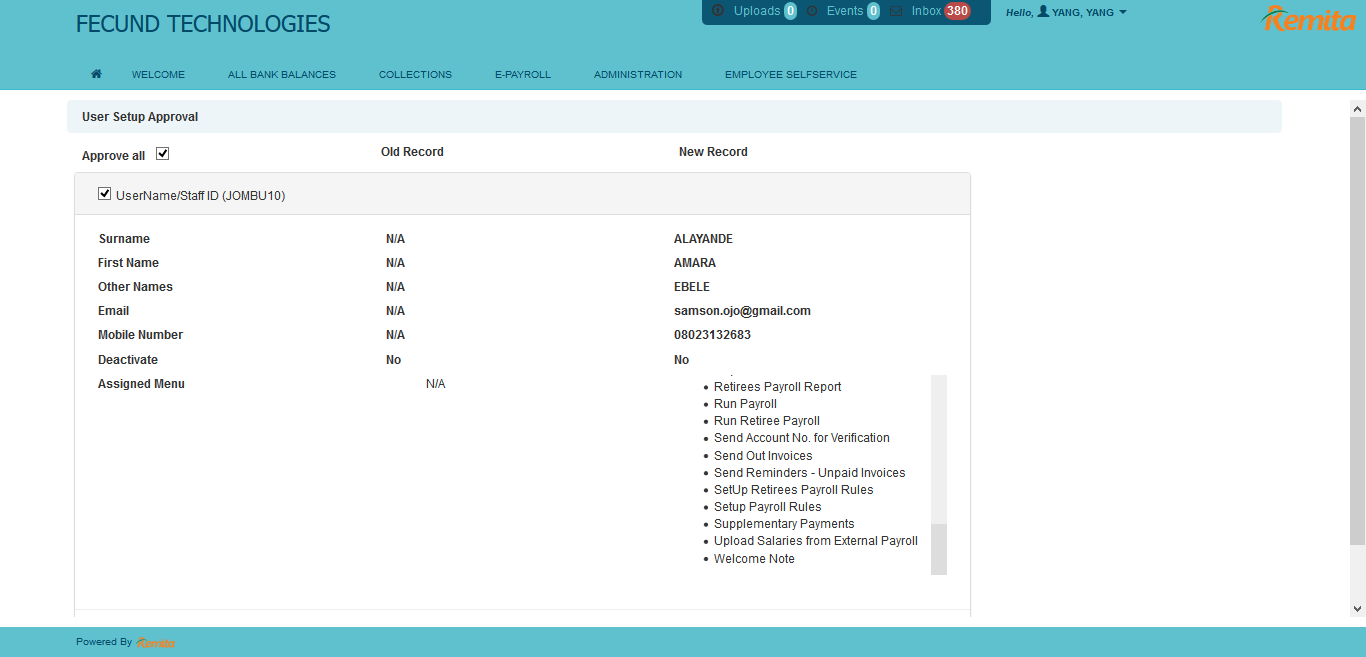 FECUND TECHNOLOGIES
Uploads 0 Events 0 Inbox 380
Hello, YANG, YANG
Remita
WELCOME ALL BANK BALANCES COLLECTIONS E-PAYROLL ADMINISTRATION EMPLOYEE SELFSERVICE
User Setup Approval
Approve all Old Record New Record
UserName/Staff ID (JOMBU10)
Surname N/A ALAYANDE
First Name N/A AMARA
Other Names N/A EBELE
Email N/A samson.ojo@gmail.com
Mobile Number N/A 08023132683
Deactivate No No
Assigned Menu N/A
• Retirees Payroll Report
• Run Payroll
• Run Retiree Payroll
• Send Account No. for Verification
• Send Out Invoices
• Send Reminders - Unpaid Invoices
• SetUp Retirees Payroll Rules
• Setup Payroll Rules
• Supplementary Payments
• Upload Salaries from External Payroll
• Welcome Note
Powered By Remita